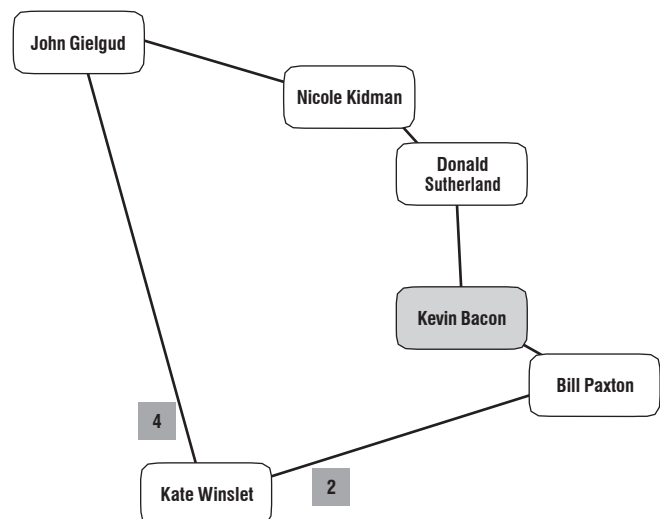 John Gielgud
Nicole Kidman
Donald
Sutherland
Kevin Bacon
Bill Paxton
4
Kate Winslet
2